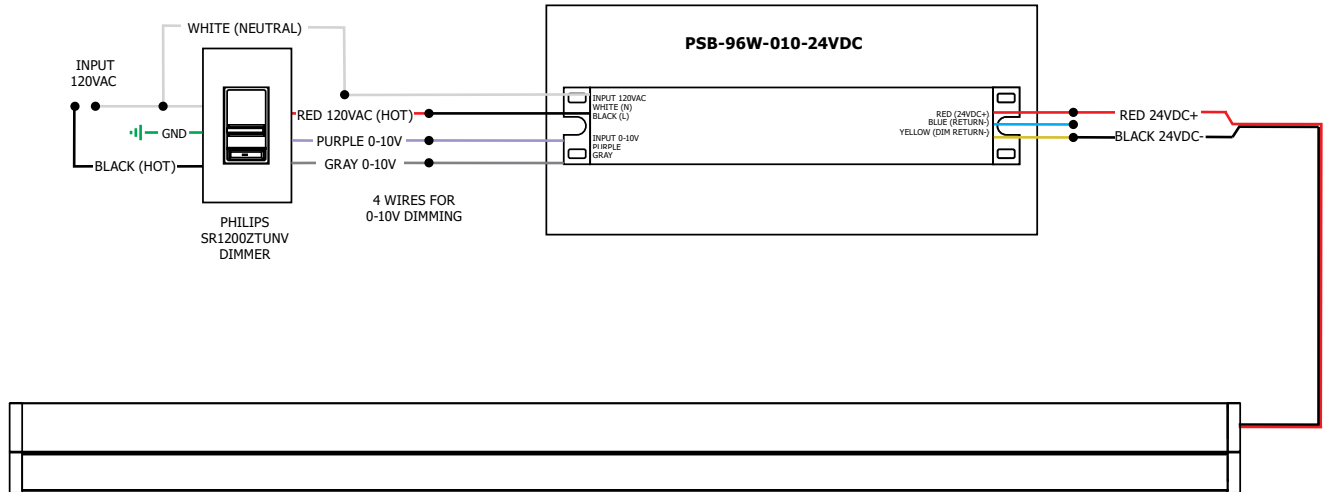 WHITE (NEUTRAL)
INPUT
120VAC
GND
BLACK (HOT)
PHILIPS
SR1200ZTUNV
DIMMER
RED 120VAC (HOT)
PURPLE 0-10V
GRAY 0-10V
4 WIRES FOR
0-10V DIMMING
PSB-96W-010-24VDC
INPUT 120VAC
WHITE (N)
BLACK (L)
INPUT 0-10V
PURPLE
GRAY
RED (24VDC+)
BLUE (RETURN-)
YELLOW (DIM RETURN-)
RED 24VDC+
BLACK 24VDC-